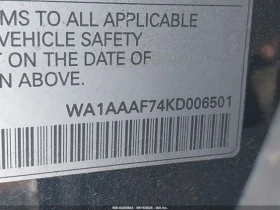 MS TO ALL APPLICABLE
VEHICLE SAFETY
T ON THE DATE OF
N ABOVE.
WA1AAAF74KD006501